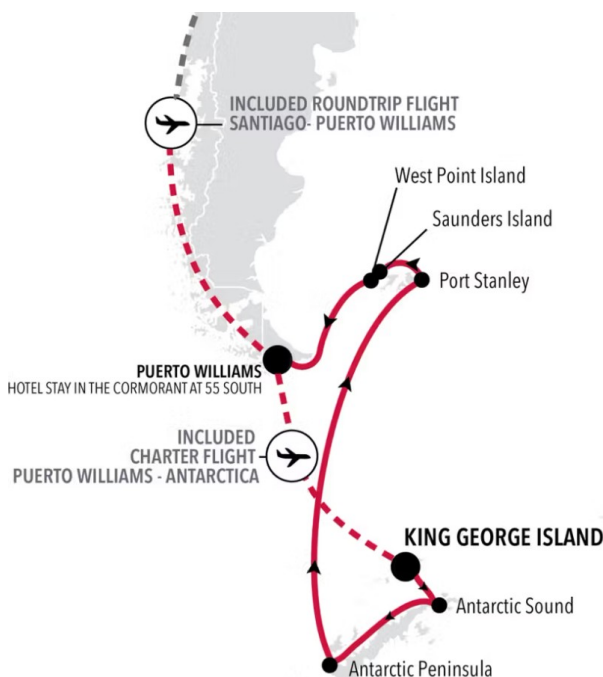 INCLUDED ROUNDTRIP FLIGHT
SANTIAGO- PUERTO WILLIAMS
West Point Island
Saunders Island
Port Stanley
PUERTO WILLIAMS
HOTEL STAY IN THE CORMORANT AT 55 SOUTH
INCLUDED
CHARTER FLIGHT
PUERTO WILLIAMS - ANTARCTICA
KING GEORGE ISLAND
Antarctic Sound
Antarctic Peninsula